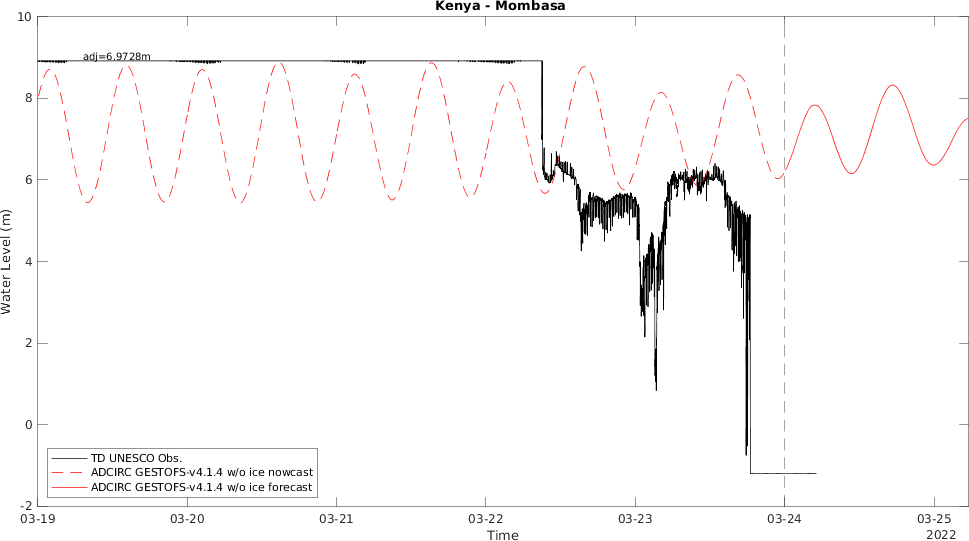 Kenya - Mombasa
adj=6.9728m
Water Level (m)
10
8
6
4
2
0
-2
TD UNESCO Obs.
ADCIRC GESTOFS-v4.1.4 w/o ice nowcast
ADCIRC GESTOFS-v4.1.4 w/o ice forecast
03-19 03-20 03-21 03-22 03-23 03-24 03-25
Time
2022